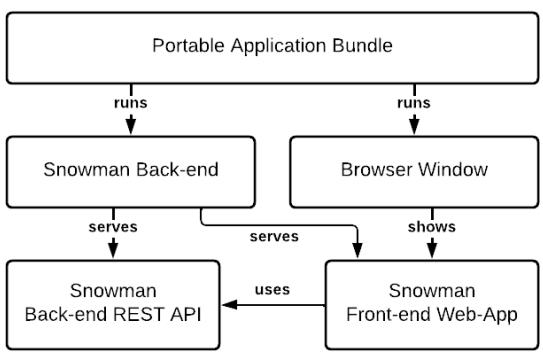 Portable Application Bundle
runs
runs
Snowman Back-end
Browser Window
serves
serves
shows
Snowman
Back-end REST API
uses
Snowman
Front-end Web-App